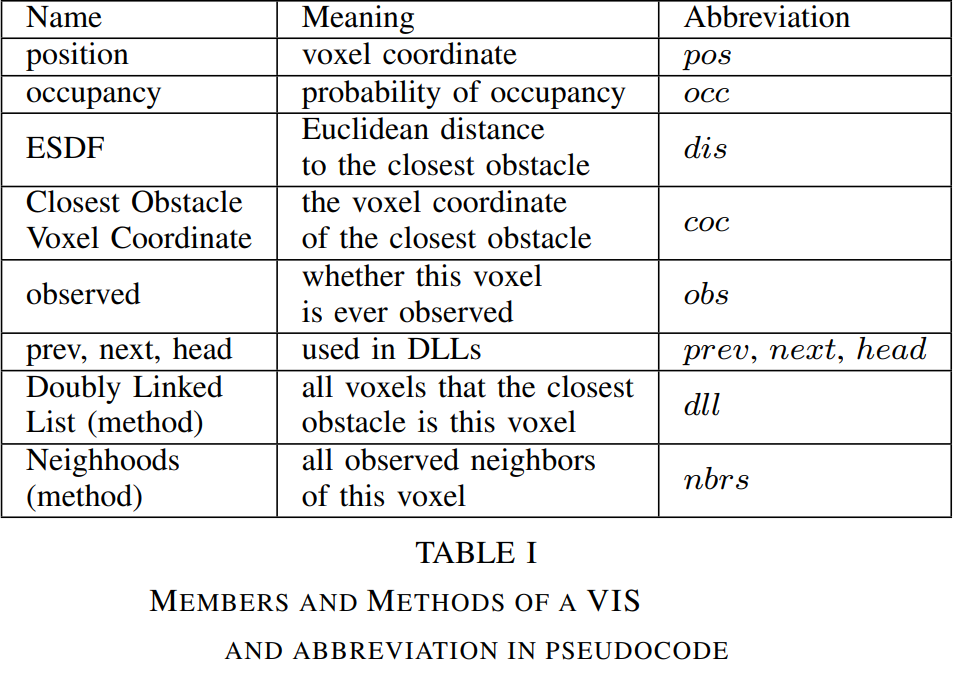 Name Meaning Abbreviation
position voxel coordinate pos
occupancy probability of occupancy occ
ESDF Euclidean distance
to the closest obstacle dis
Closest Obstacle the voxel coordinate
Voxel Coordinate of the closest obstacle coc
observed whether this voxel
is ever observed obs
prev, next, head used in DLLs prev, next, head
Doubly Linked all voxels that the closest
List (method) obstacle is this voxel dll
Neighhoods all observed neighbors
(method) of this voxel nbrs
TABLE I
MEMBERS AND METHODS OF A VIS
AND ABBREVIATION IN PSEUDOCODE